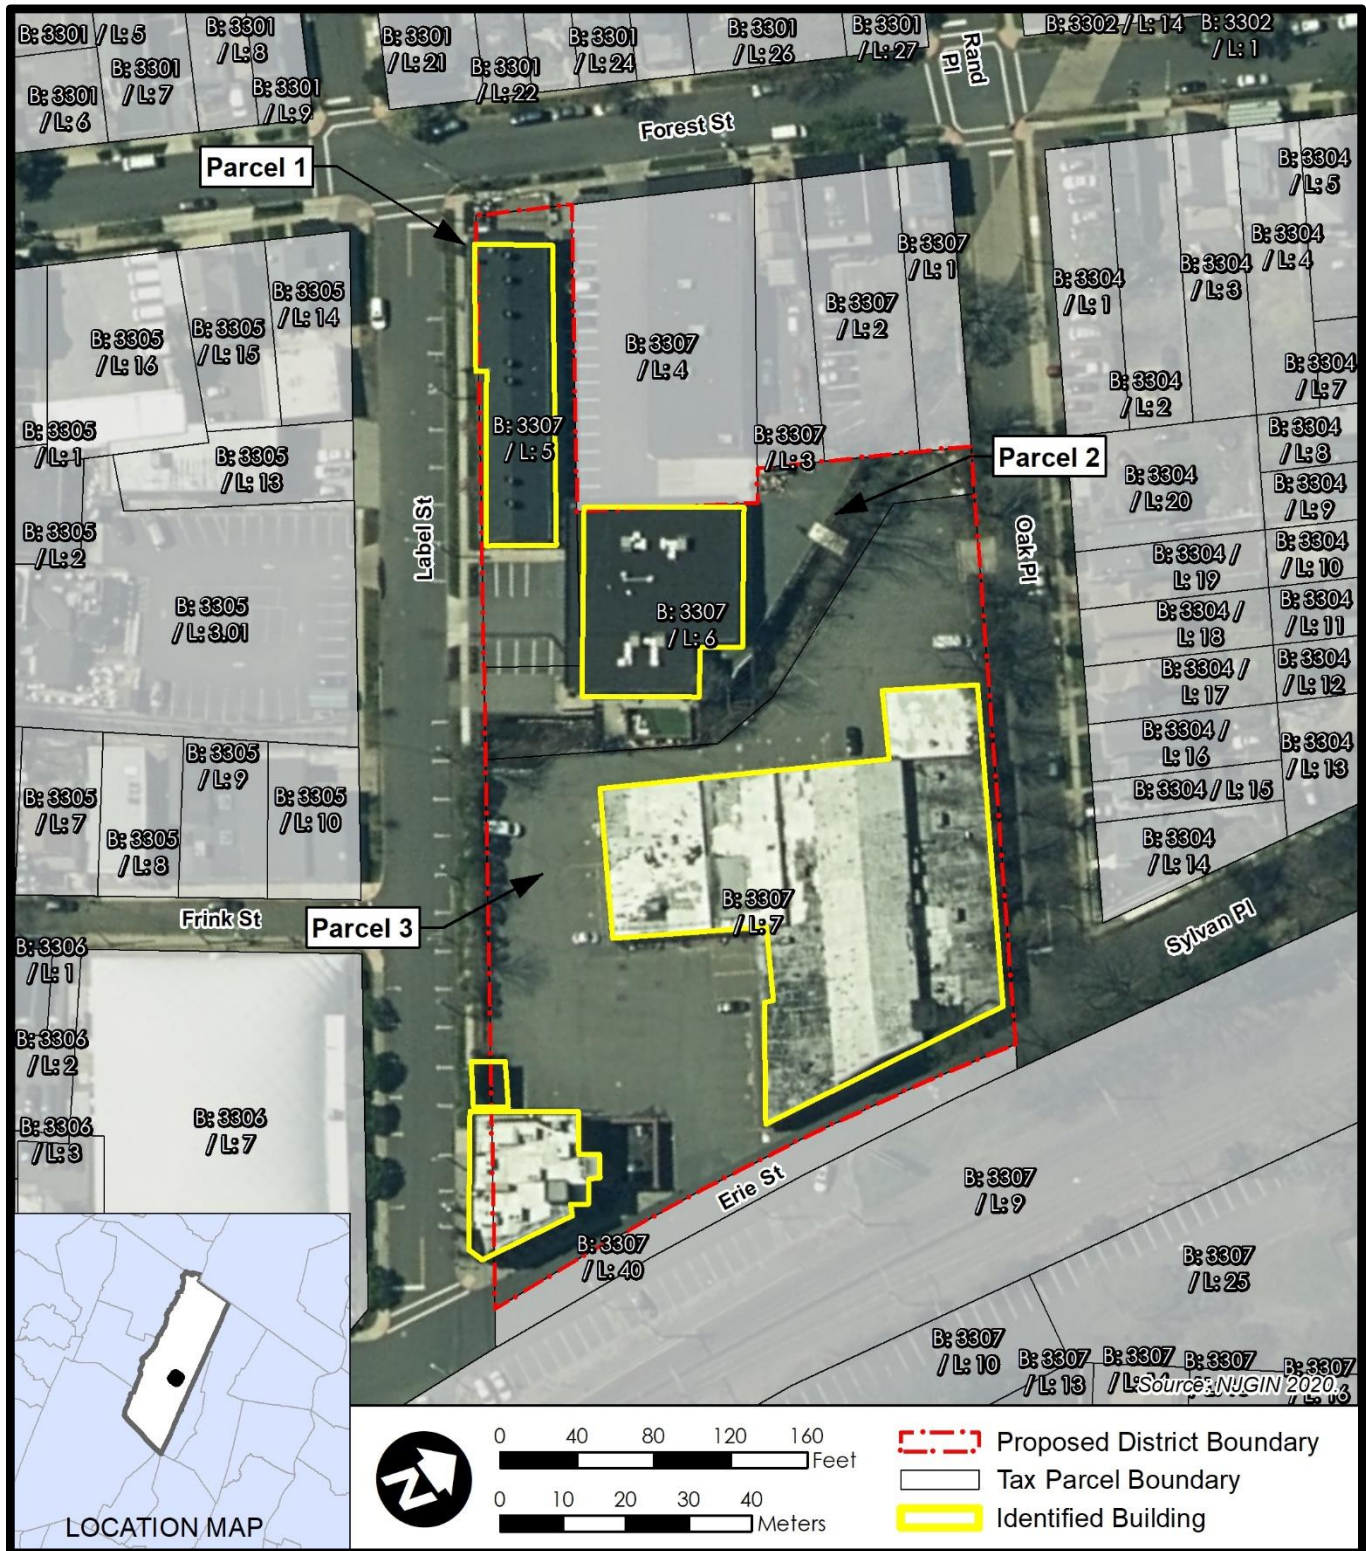 B: 3301 / L: 5
B: 3301
/ L: 8
B: 3301
/ L: 21
B: 3301
/ L: 24
B: 3301
/ L: 26
B: 3301
/ L: 27
Rand
Pl
B: 3302 / L: 14
B: 3302
/ L: 1
B: 3301
/ L: 6
B: 3301
/ L: 7
B: 3301
/ L: 9
B: 3301
/ L: 22
Forest St
Parcel 1
B: 3304
/ L: 5
B: 3307
/ L: 1
B: 3304
/ L: 4
B: 3304
/ L: 3
B: 3304
/ L: 1
B: 3305
/ L: 14
B: 3305
/ L: 15
B: 3305
/ L: 16
B: 3307
/ L: 2
B: 3307
/ L: 4
B: 3304
/ L: 7
B: 3304
/ L: 2
B: 3305
/ L: 1
B: 3305
/ L: 13
B: 3307
/ L: 5
B: 3307
/ L: 3
Parcel 2
B: 3304
/ L: 8
B: 3304
/ L: 20
B: 3304
/ L: 9
Label St
Oak Pl
B: 3305
/ L: 2
B: 3304 /
L: 19
B: 3304
/ L: 10
B: 3305
/ L: 3.01
B: 3307
/ L: 6
B: 3304 /
L: 18
B: 3304
/ L: 11
B: 3304 /
L: 17
B: 3304
/ L: 12
B: 3304 /
L: 16
B: 3304
/ L: 13
B: 3304 / L: 15
B: 3304
/ L: 14
B: 3305
/ L: 7
B: 3305
/ L: 8
B: 3305
/ L: 9
B: 3305
/ L: 10
B: 3307
/ L: 7
Frink St
Parcel 3
Sylvan Pl
B: 3306
/ L: 1
B: 3306
/ L: 2
B: 3306
/ L: 3
B: 3306
/ L: 7
Erie St
B: 3307
/ L: 9
B: 3307
/ L: 40
B: 3307
/ L: 25
B: 3307
/ L: 10
B: 3307
/ L: 13
B: 3307
B: 3307
B: 3307
/ L: 16
Source: NJGIN 2020.
LOCATION MAP
N
0 40 80 120 160
Feet
0 10 20 30 40
Meters
Proposed District Boundary
Tax Parcel Boundary
Identified Building